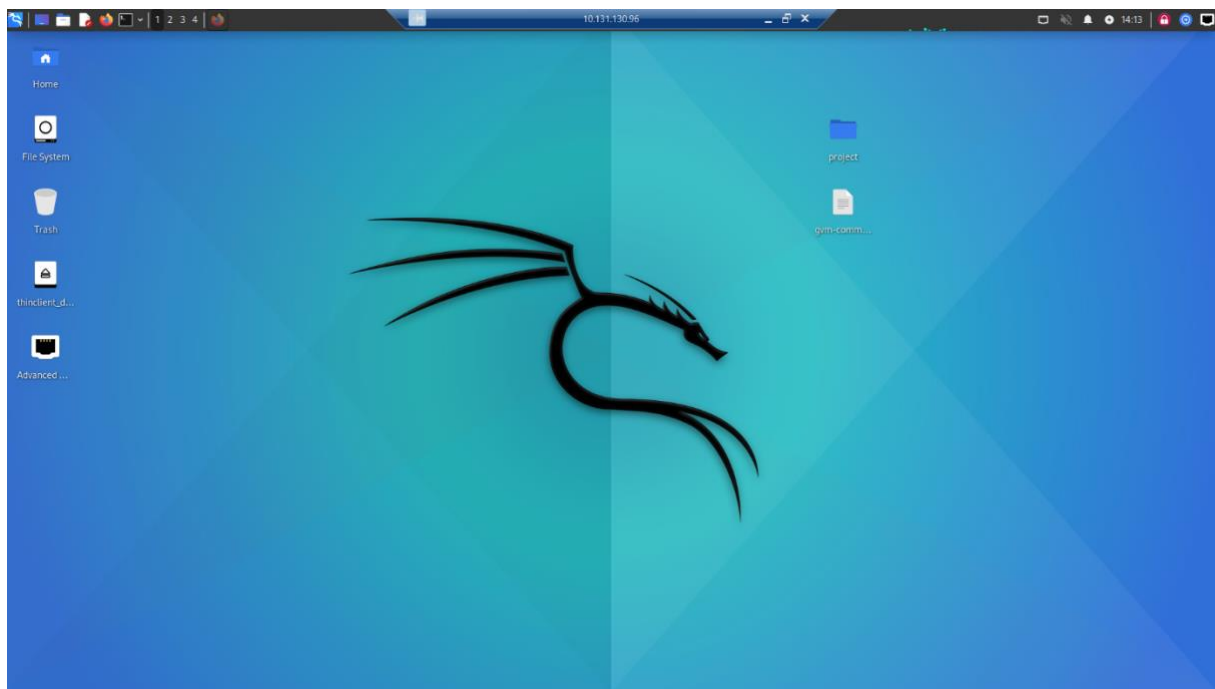 1 2 3 4
10.131.130.96
14:13
Home
File System
Trash
thinclient_d...
Advanced ...
project
gvm-comm...